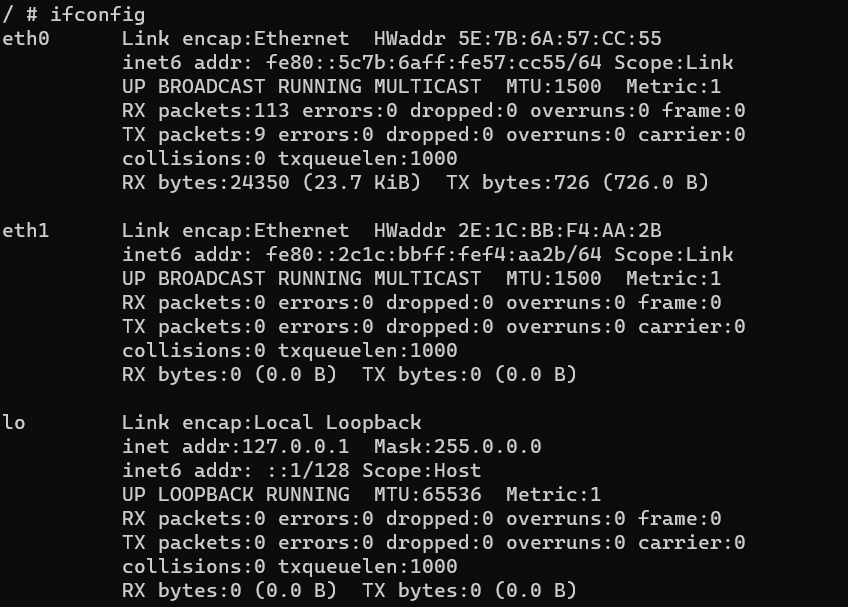 / # ifconfig
eth0      Link encap:Ethernet  HWaddr 5E:7B:6A:57:CC:55
          inet6 addr: fe80::5c7b:6aff:fe57:cc55/64 Scope:Link
          UP BROADCAST RUNNING MULTICAST  MTU:1500  Metric:1
          RX packets:113 errors:0 dropped:0 overruns:0 frame:0
          TX packets:9 errors:0 dropped:0 overruns:0 carrier:0
          collisions:0 txqueuelen:1000
          RX bytes:24350 (23.7 KiB)  TX bytes:726 (726.0 B)

eth1      Link encap:Ethernet  HWaddr 2E:1C:BB:F4:AA:2B
          inet6 addr: fe80::2c1c:bbff:fef4:aa2b/64 Scope:Link
          UP BROADCAST RUNNING MULTICAST  MTU:1500  Metric:1
          RX packets:0 errors:0 dropped:0 overruns:0 frame:0
          TX packets:0 errors:0 dropped:0 overruns:0 carrier:0
          collisions:0 txqueuelen:1000
          RX bytes:0 (0.0 B)  TX bytes:0 (0.0 B)

lo        Link encap:Local Loopback
          inet addr:127.0.0.1  Mask:255.0.0.0
          inet6 addr: ::1/128 Scope:Host
          UP LOOPBACK RUNNING  MTU:65536  Metric:1
          RX packets:0 errors:0 dropped:0 overruns:0 frame:0
          TX packets:0 errors:0 dropped:0 overruns:0 carrier:0
          collisions:0 txqueuelen:1000
          RX bytes:0 (0.0 B)  TX bytes:0 (0.0 B)